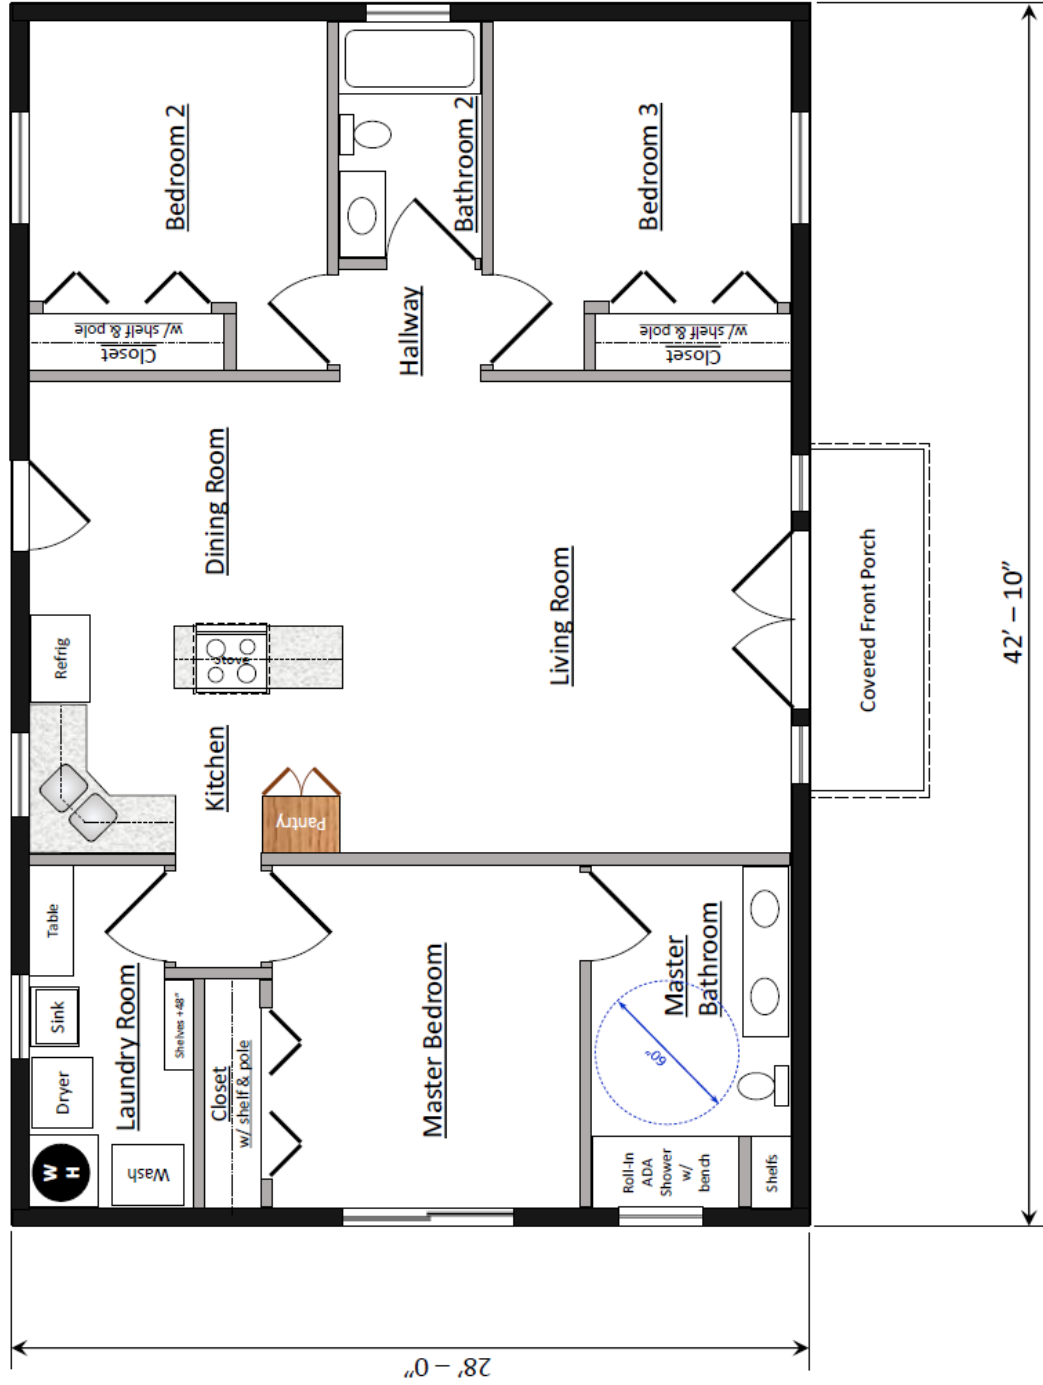 Bedroom 2
Bathroom 2
Bedroom 3
Closet
w/ shelf & pole
Hallway
Closet
w/ shelf & pole
Dining Room
Living Room
Refrig
Stove
Kitchen
Pantry
Covered Front Porch
42' – 10"
Table
Sink
Dryer
W
H
Wash
Laundry Room
Shelves +48"
Closet
w/ shelf & pole
Master Bedroom
Master
Bathroom
60"
Roll-In
ADA
Shower
w/
bench
Shelfs
28' – 0"